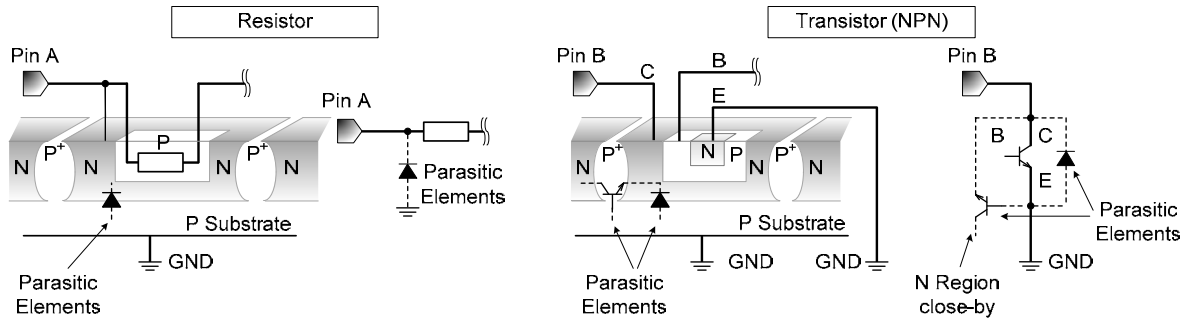 Resistor
Transistor (NPN)
Pin A
Pin B
Pin B
C
B
E
Pin A
P
N
P+
N
P+
N
N
P+
N
P
P+
N
B
C
E
Parasitic
Elements
P Substrate
P Substrate
Parasitic
Elements
GND
GND
GND
GND
Parasitic
Elements
Parasitic
Elements
N Region
close-by